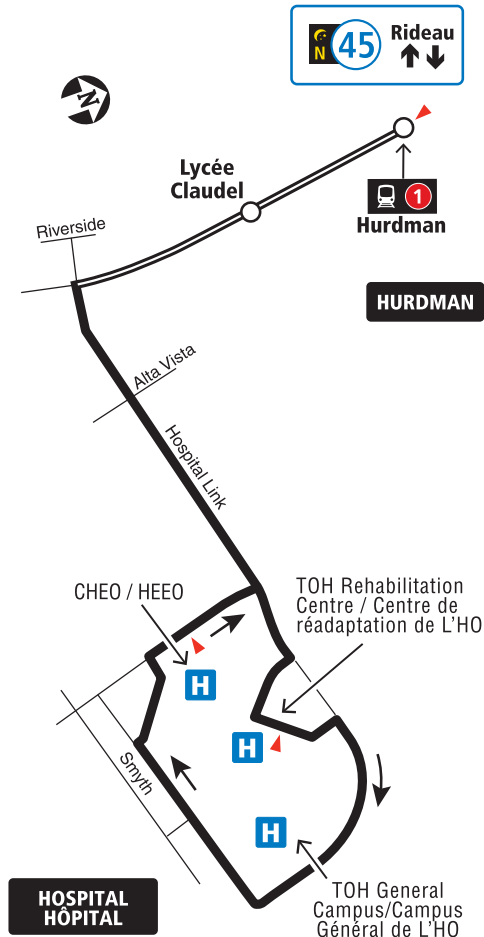 N 45 Rideau
N
Lycée
Claudel
1
Hurdman
Riverside
HURDMAN
Alta Vista
Hospital Link
CHEO / HEEO
TOH Rehabilitation
Centre / Centre de
réadaptation de L'HO
H
H
Smyth
H
TOH General
Campus/Campus
Général de L'HO
HOSPITAL
HÔPITAL